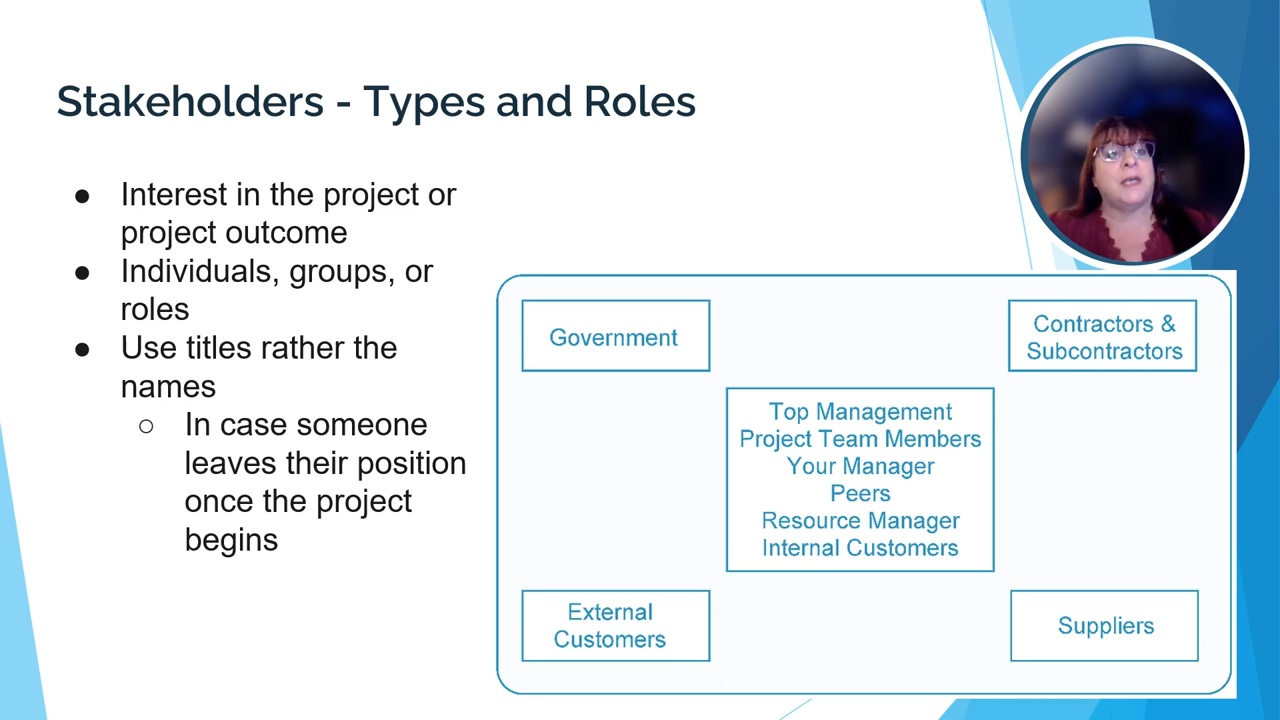 Stakeholders - Types and Roles
● Interest in the project or
project outcome
● Individuals, groups, or
roles
● Use titles rather the
names
○ In case someone
leaves their position
once the project
begins
Government
Contractors &
Subcontractors
Top Management
Project Team Members
Your Manager
Peers
Resource Manager
Internal Customers
External
Customers
Suppliers